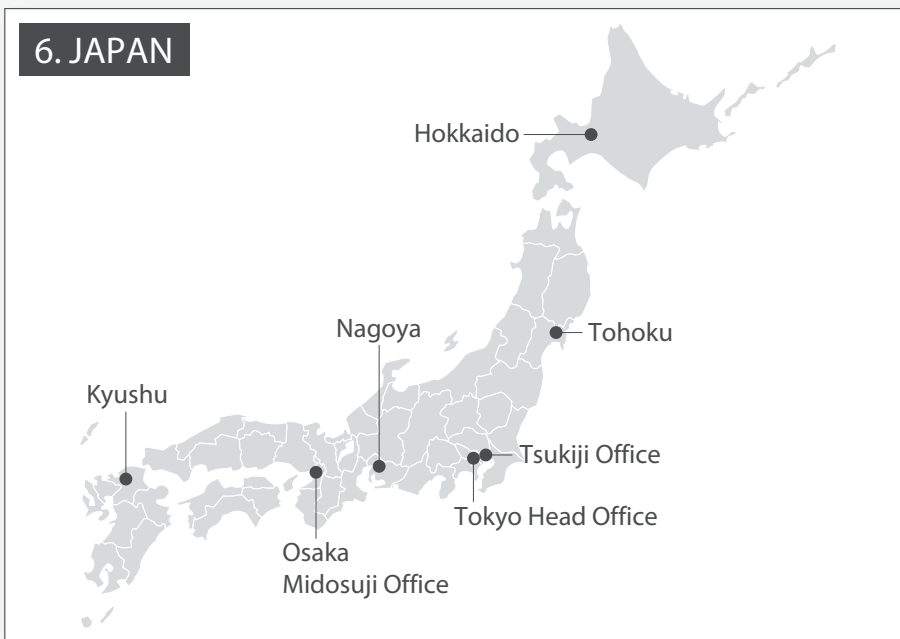 6. JAPAN
Hokkaido
Nagoya
Tohoku
Kyushu
Tsukiji Office
Tokyo Head Office
Osaka
Midosuji Office